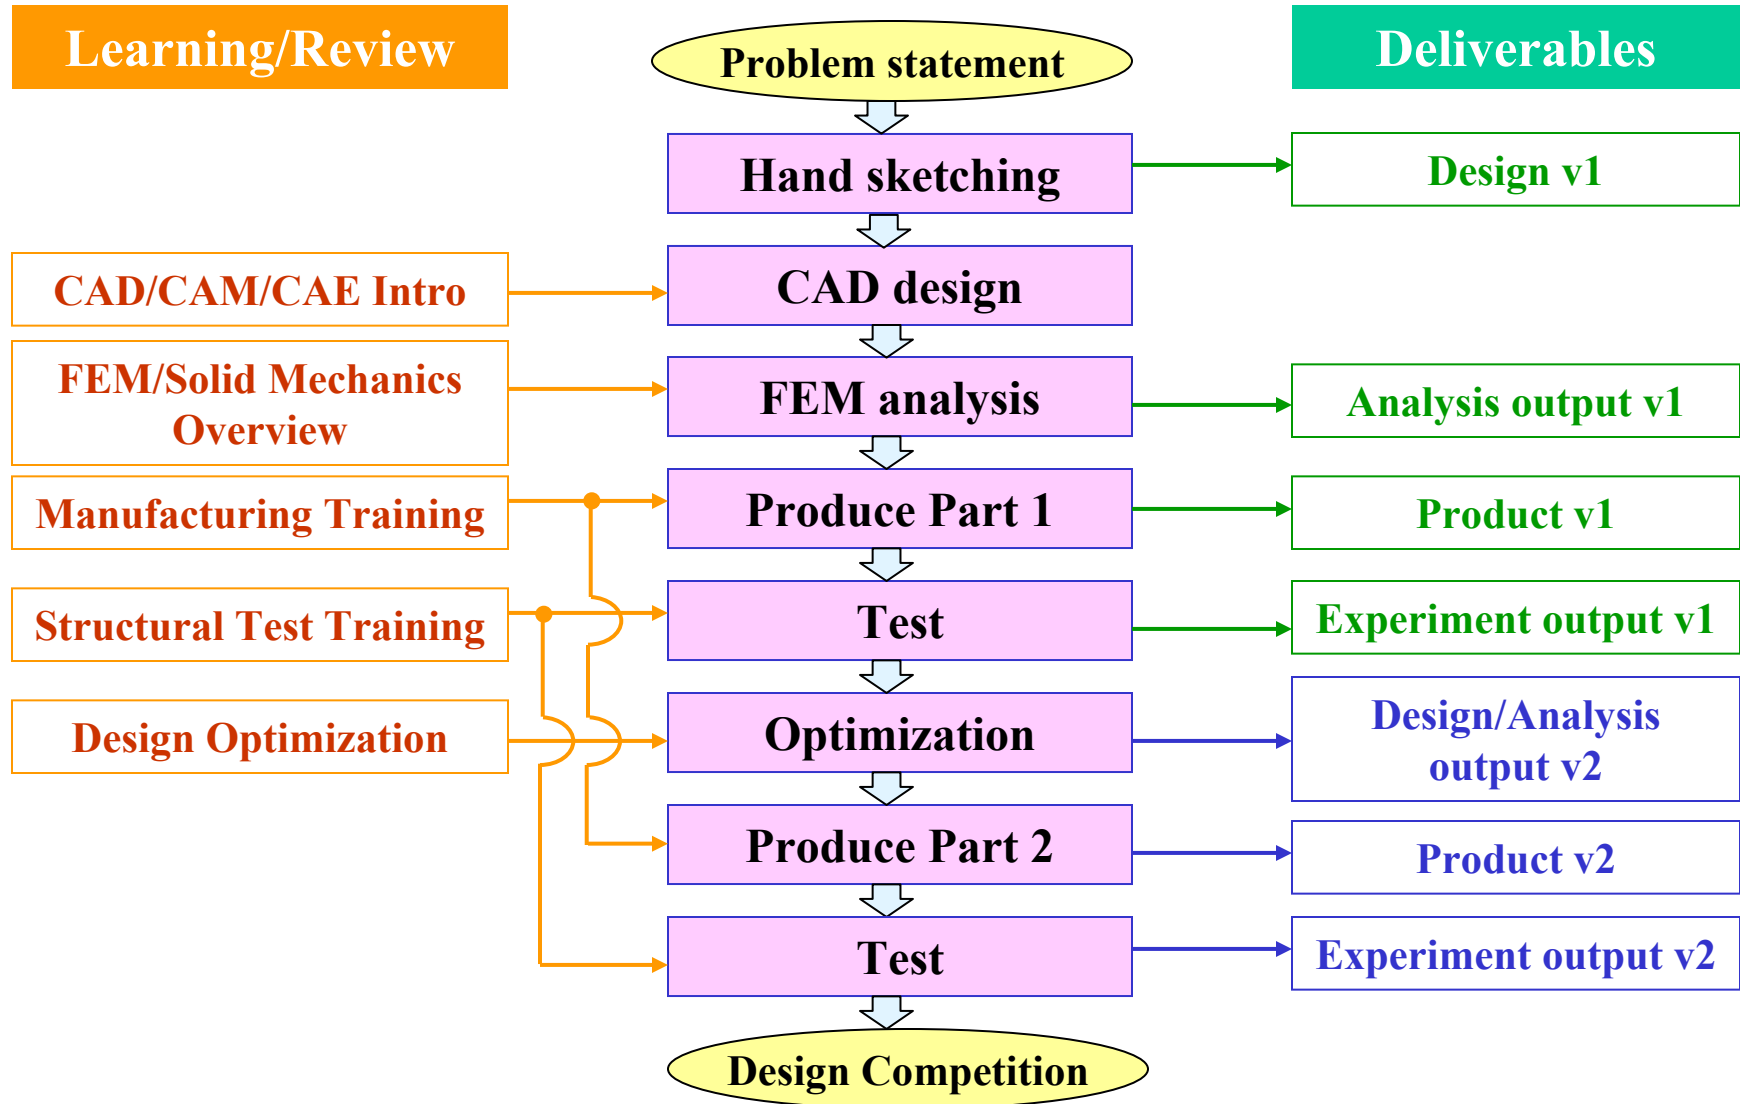 Learning/Review
Problem statement
Deliverables
Hand sketching
Design v1
CAD/CAM/CAE Intro
CAD design
FEM/Solid Mechanics
Overview
FEM analysis
Analysis output v1
Manufacturing Training
Produce Part 1
Product v1
Structural Test Training
Test
Experiment output v1
Design Optimization
Optimization
Design/Analysis
output v2
Produce Part 2
Product v2
Test
Experiment output v2
Design Competition